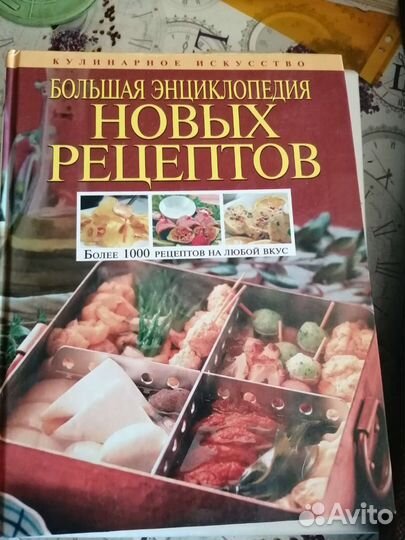 КУЛИНАРНОЕ ИСКУССТВО
БОЛЬШАЯ ЭНЦИКЛОПЕДИЯ
НОВЫХ
РЕЦЕПТОВ
БОЛЕЕ 1000 РЕЦЕПТОВ НА ЛЮБОЙ ВКУС
Avito